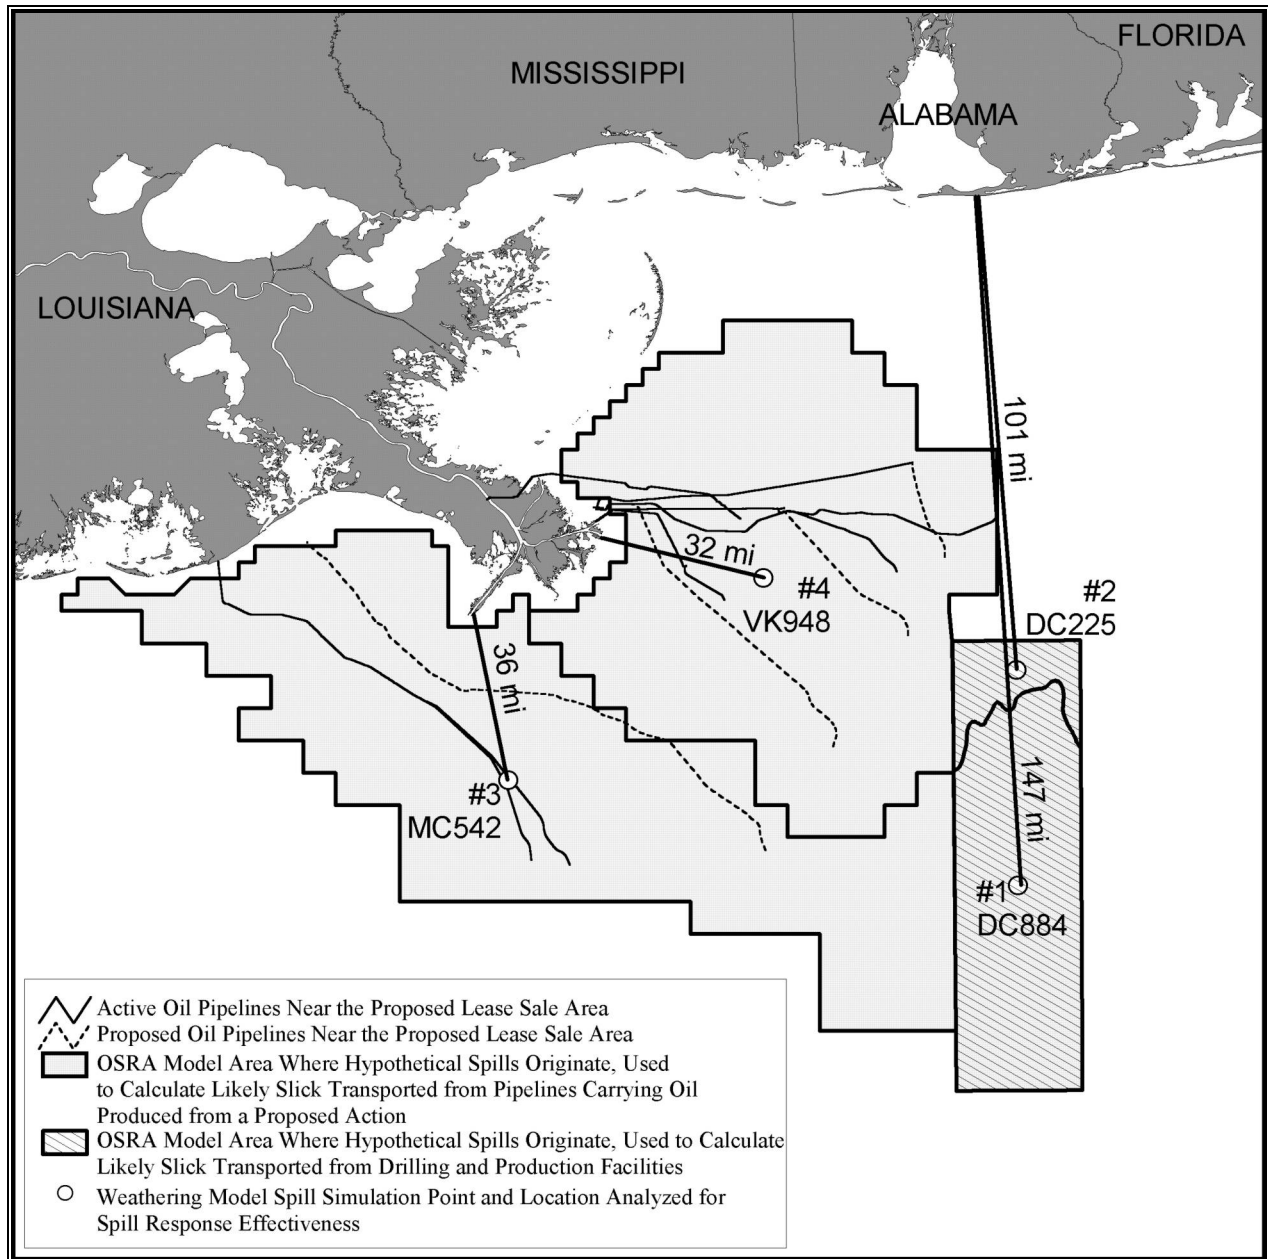 FLORIDA
MISSISSIPPI
ALABAMA
LOUISIANA
101 mi
32 mi
#4
VK948
#2
DC225
36 mi
147 mi
#3
MC542
#1
DC884
Active Oil Pipelines Near the Proposed Lease Sale Area
Proposed Oil Pipelines Near the Proposed Lease Sale Area
OSRA Model Area Where Hypothetical Spills Originate, Used
to Calculate Likely Slick Transported from Pipelines Carrying Oil
Produced from a Proposed Action
OSRA Model Area Where Hypothetical Spills Originate, Used to Calculate
Likely Slick Transported from Drilling and Production Facilities
Weathering Model Spill Simulation Point and Location Analyzed for
Spill Response Effectiveness